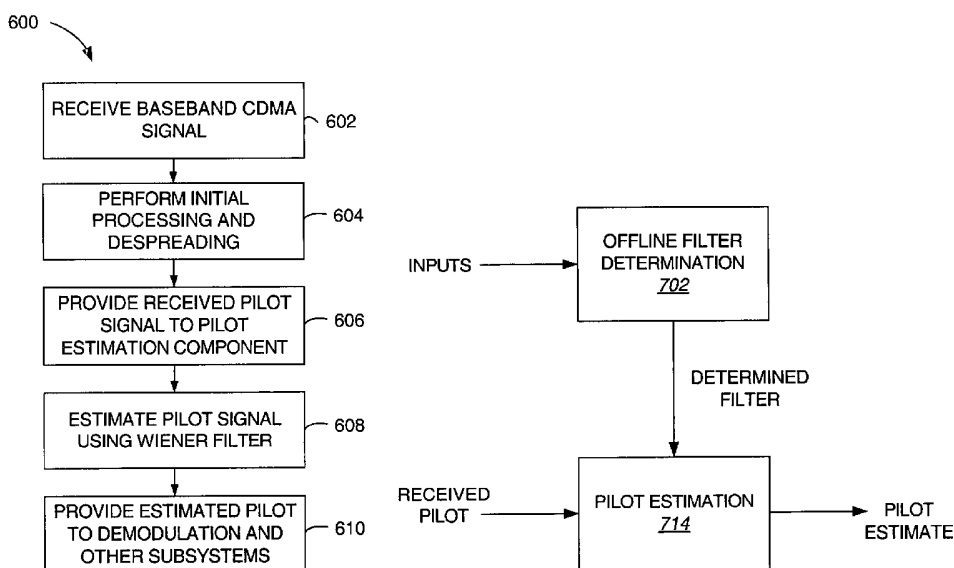 600
RECEIVE BASEBAND CDMA
SIGNAL
602
PERFORM INITIAL
PROCESSING AND
DESPREADING
604
PROVIDE RECEIVED PILOT
SIGNAL TO PILOT
ESTIMATION COMPONENT
606
ESTIMATE PILOT SIGNAL
USING WIENER FILTER
608
PROVIDE ESTIMATED PILOT
TO DEMODULATION AND
OTHER SUBSYSTEMS
610
INPUTS
OFFLINE FILTER
DETERMINATION
702
DETERMINED
FILTER
RECEIVED
PILOT
PILOT ESTIMATION
714
PILOT
ESTIMATE